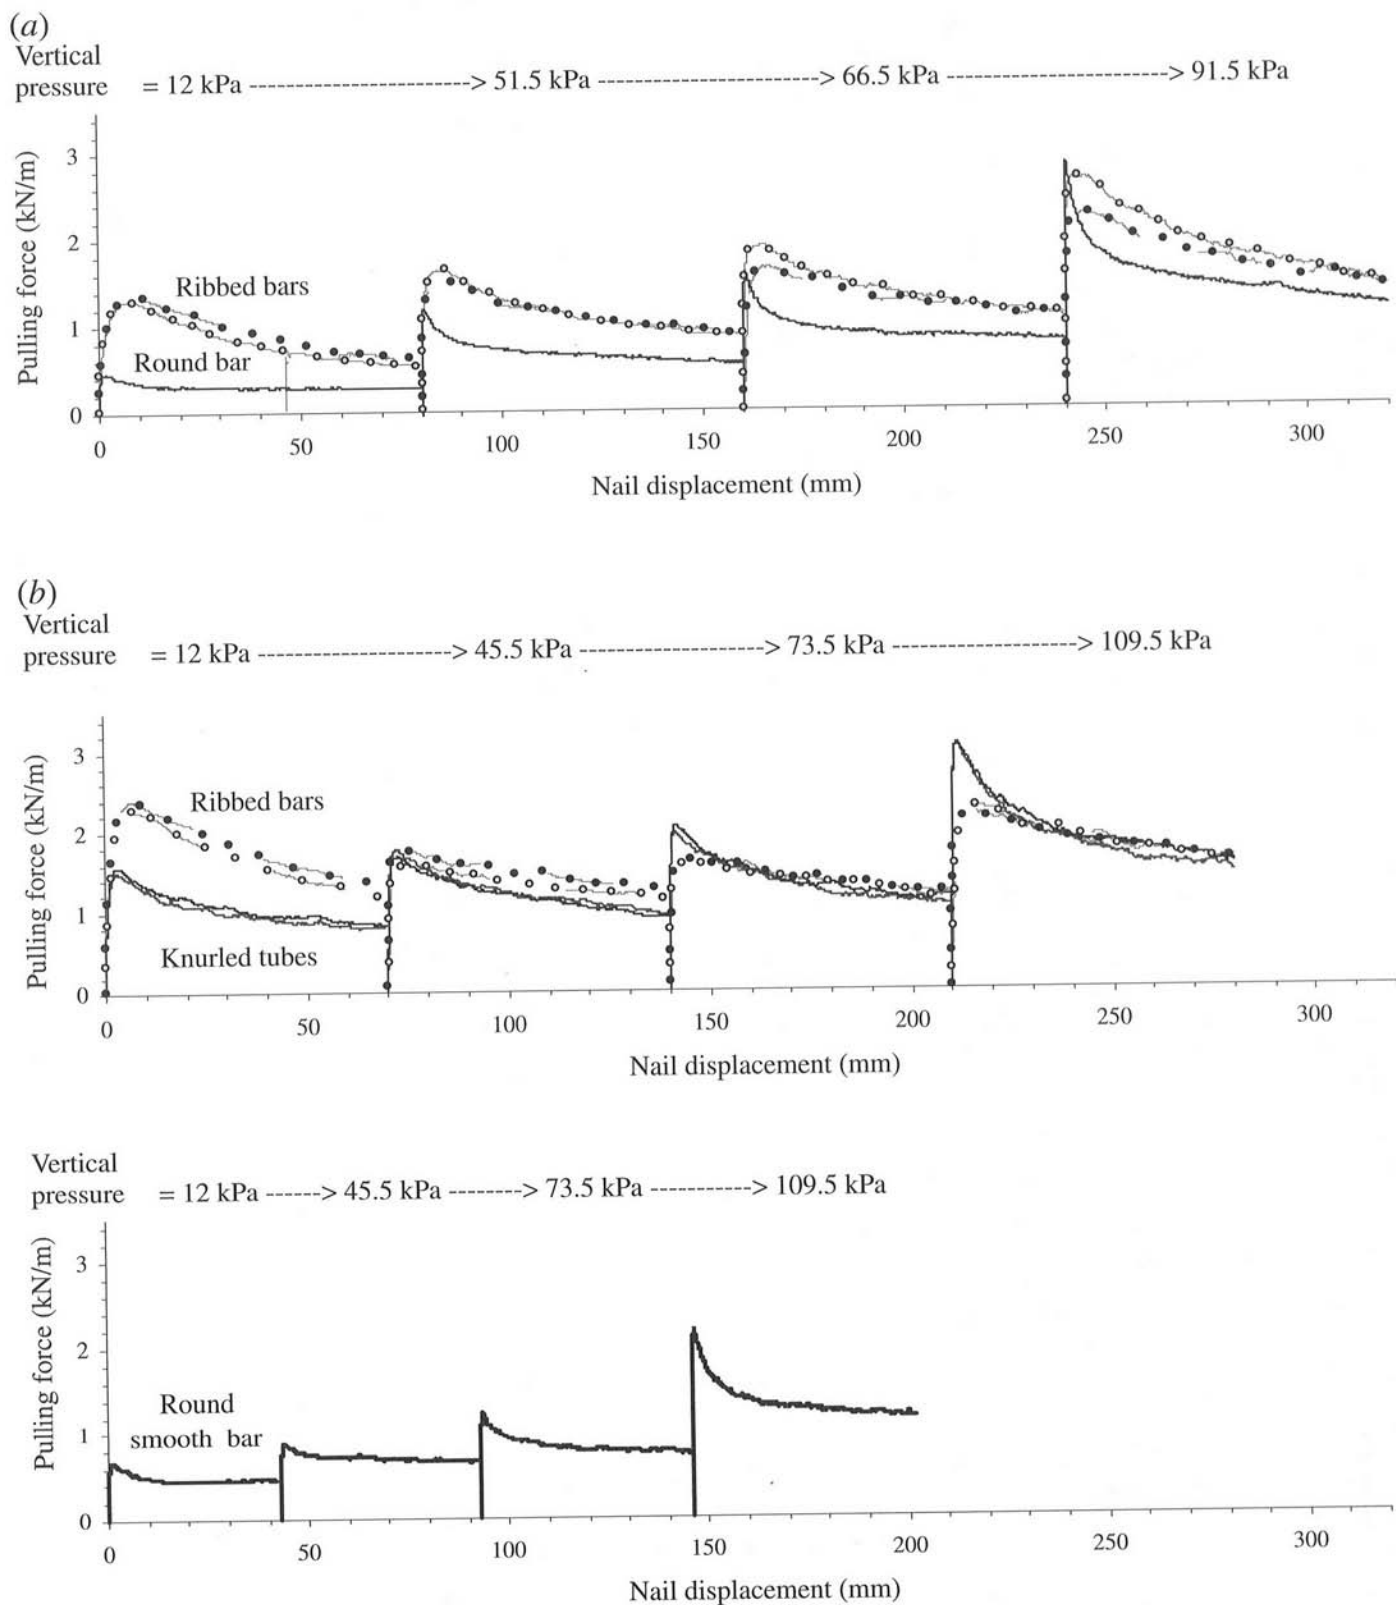 (a)
Vertical
pressure = 12 kPa ----------------------> 51.5 kPa ----------------------> 66.5 kPa ----------------------> 91.5 kPa
Pulling force (kN/m)
3
2
1
0
Ribbed bars
Round bar
0 50 100 150 200 250 300
Nail displacement (mm)
(b)
Vertical
pressure = 12 kPa --------------------> 45.5 kPa -------------------> 73.5 kPa -------------------> 109.5 kPa
Pulling force (kN/m)
3
2
1
0
Ribbed bars
Knurled tubes
0 50 100 150 200 250 300
Nail displacement (mm)
Vertical
pressure = 12 kPa ------> 45.5 kPa --------> 73.5 kPa ----------> 109.5 kPa
Pulling force (kN/m)
3
2
1
0
Round
smooth bar
0 50 100 150 200 250 300
Nail displacement (mm)